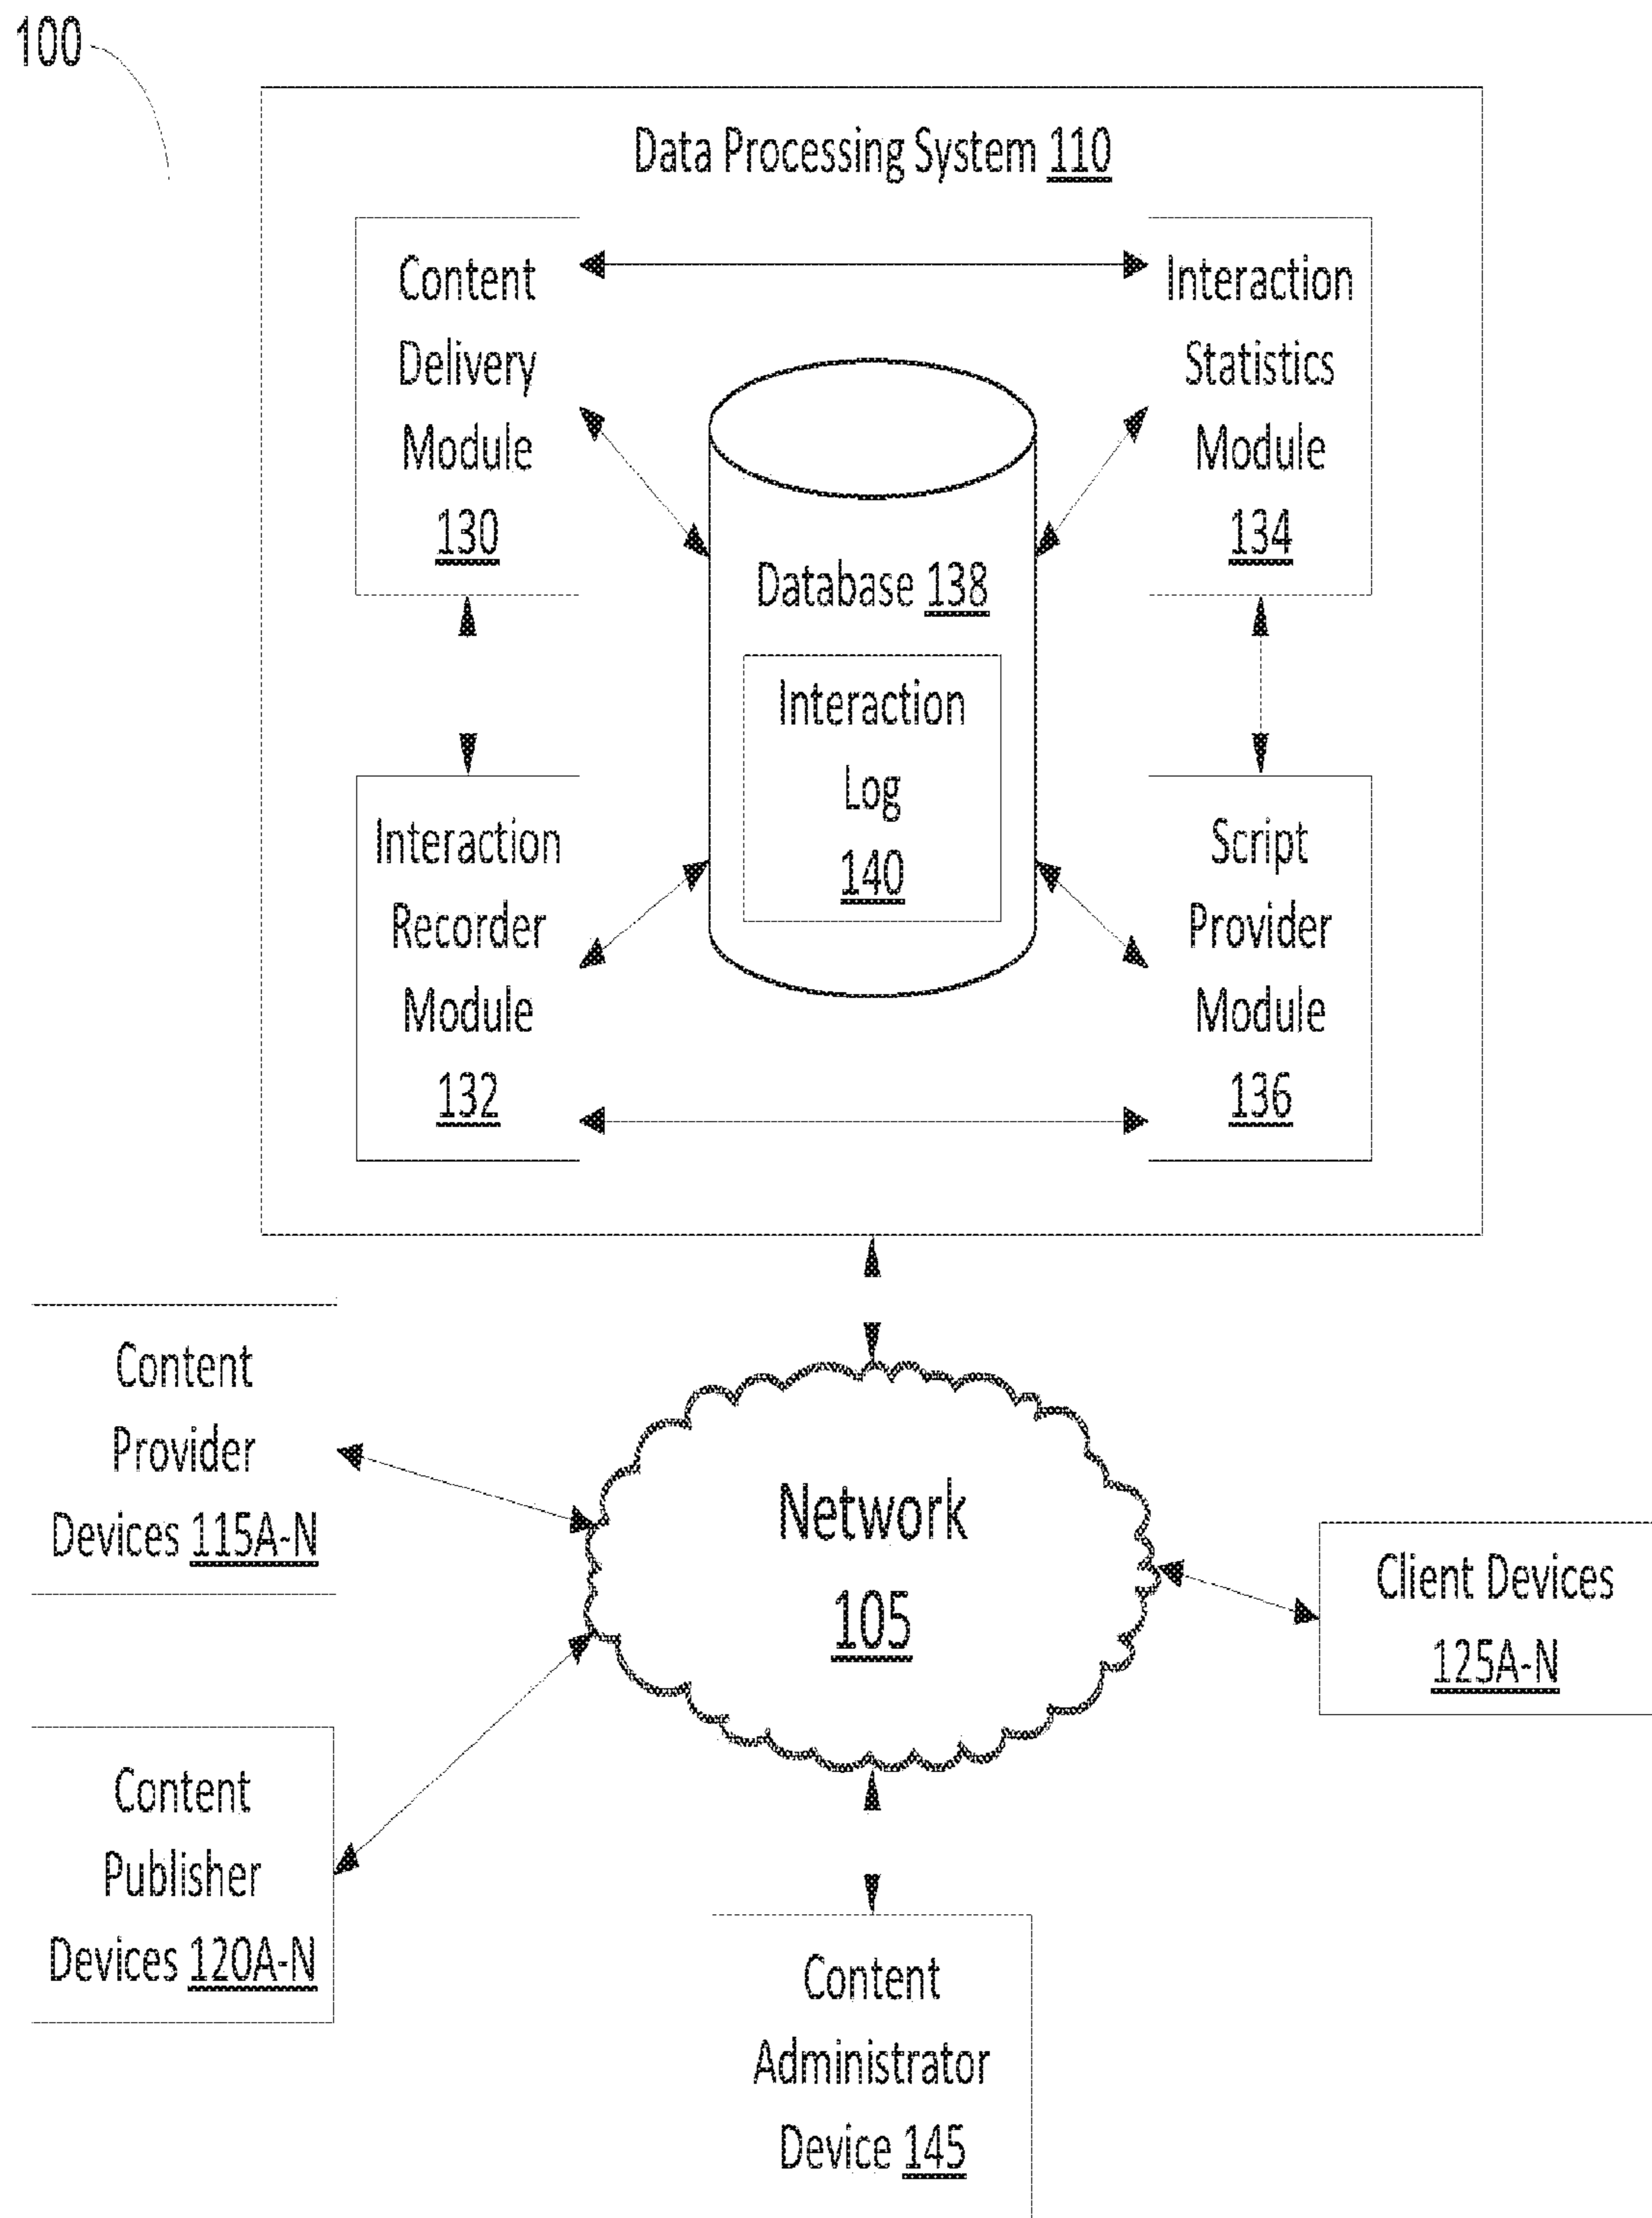 100
Data Processing System 110
Content
Delivery
Module
130
Interaction
Statistics
Module
134
Database 138
Interaction
Log
140
Interaction
Recorder
Module
132
Script
Provider
Module
136
Content
Provider
Devices 115A-N
Network
105
Client Devices
125A-N
Content
Publisher
Devices 120A-N
Content
Administrator
Device 145